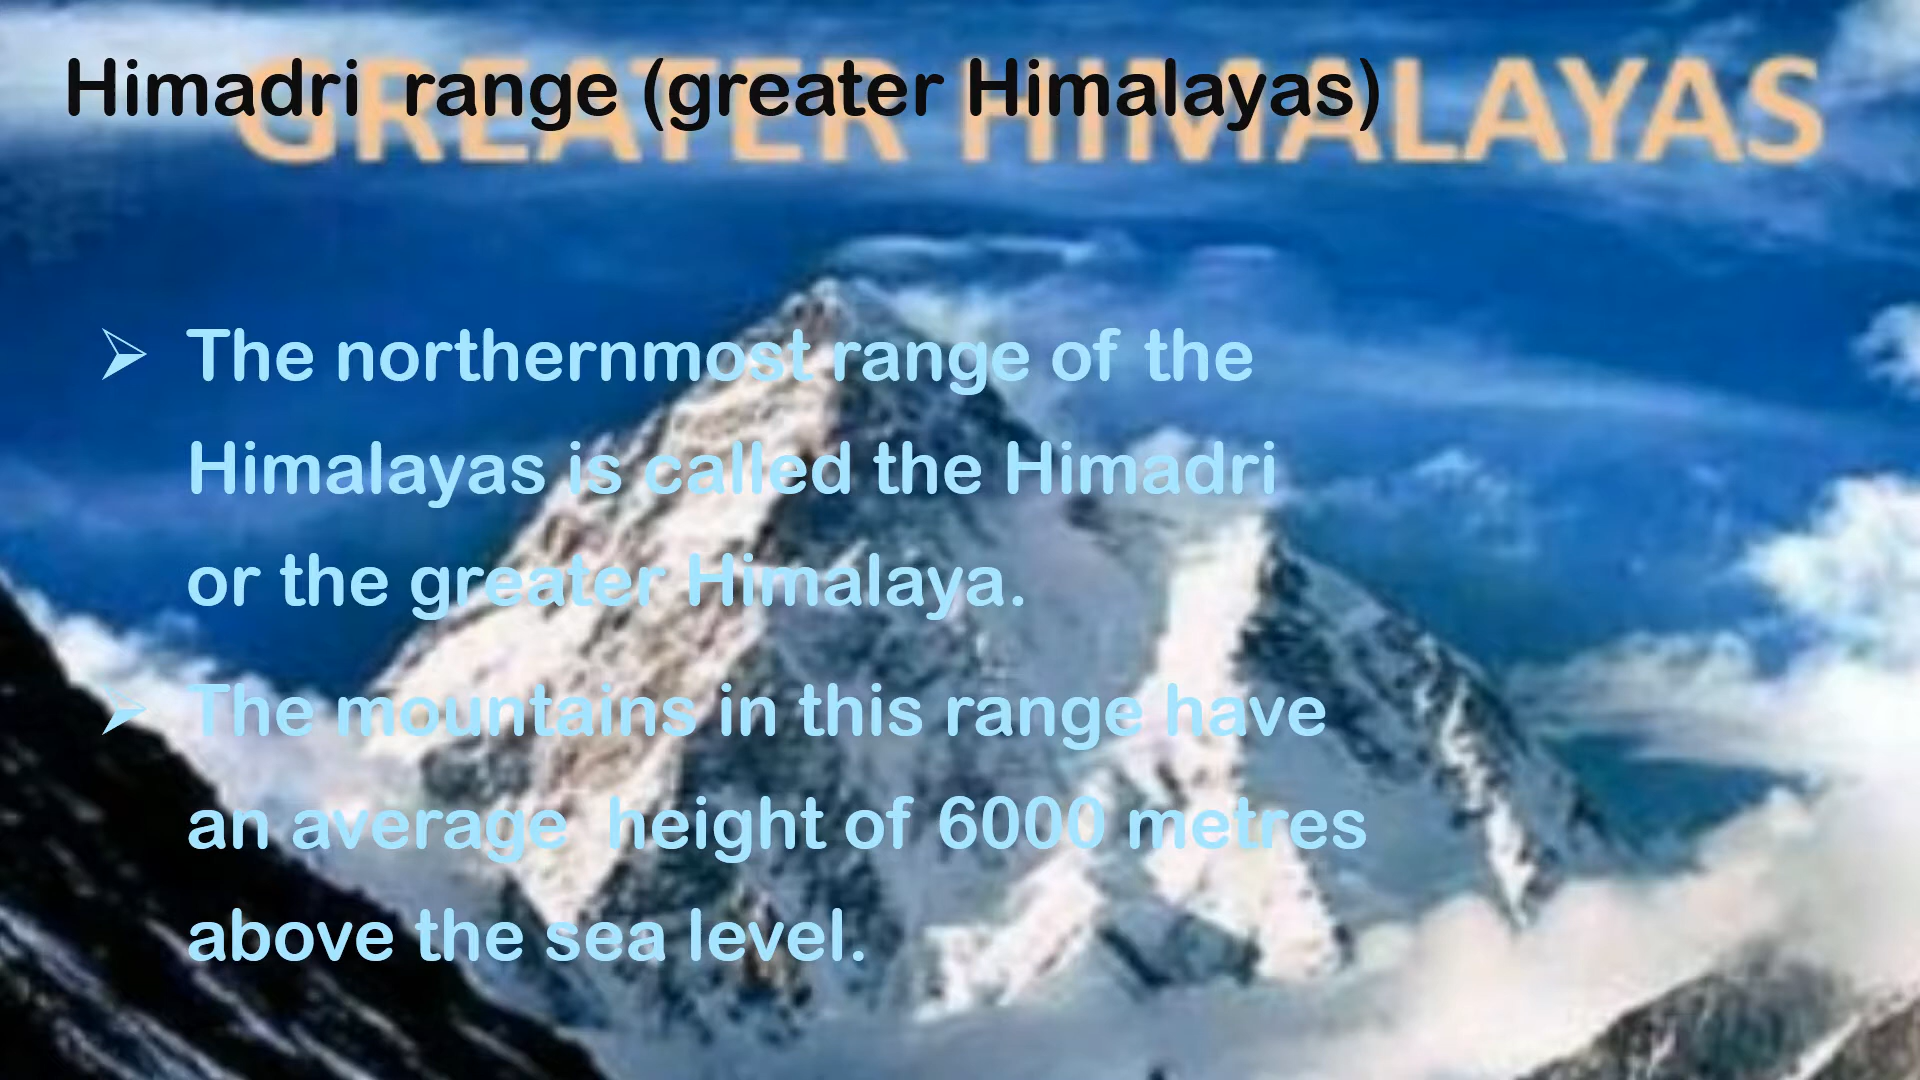 Himadri range (greater Himalayas)
GREATER HIMALAYAS
➢ The northernmost range of the
Himalayas is called the Himadri
or the greater Himalaya.
➢ The mountains in this range have
an average height of 6000 metres
above the sea level.